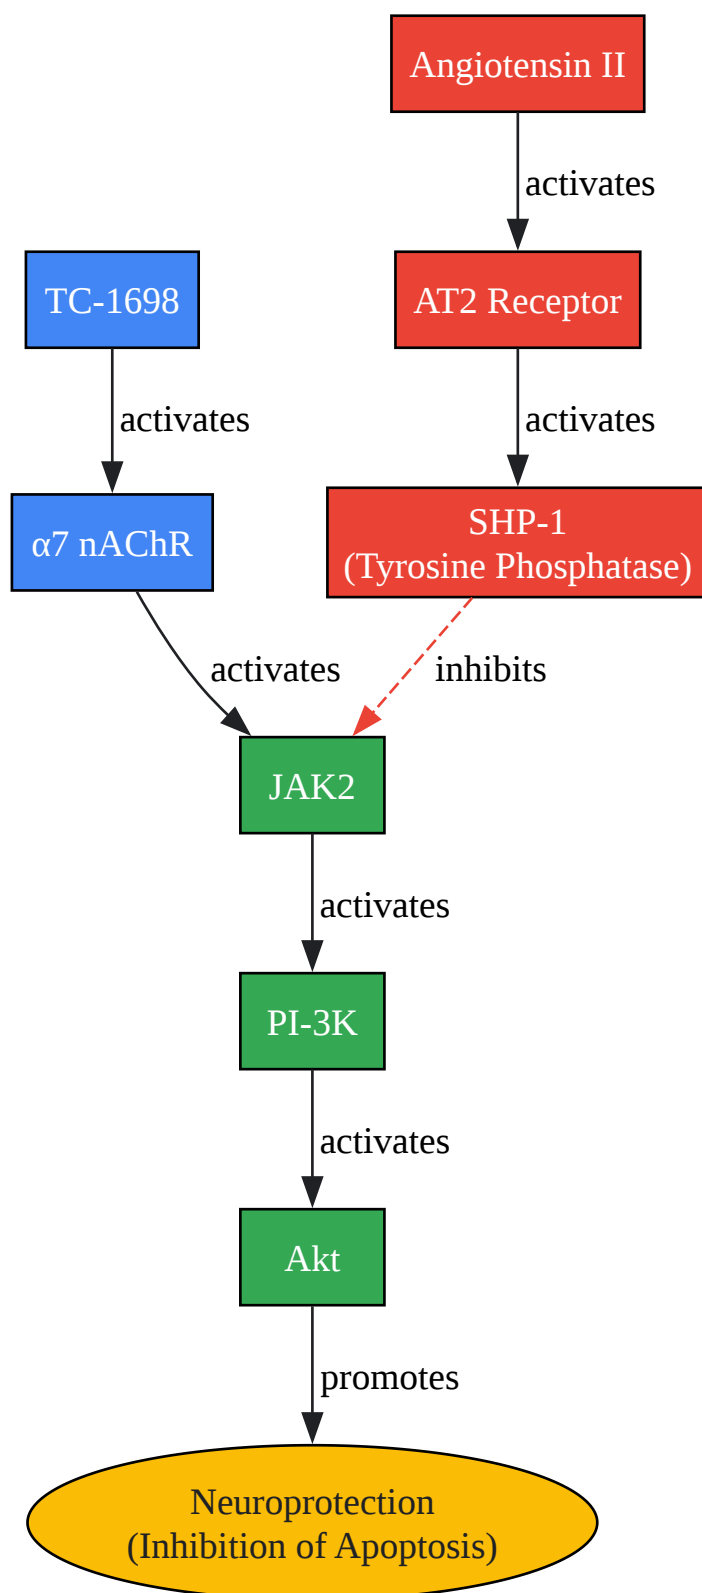 Angiotensin II
activates
TC-1698
AT2 Receptor
activates
activates
α7 nAChR
SHP-1
(Tyrosine Phosphatase)
activates
inhibits
JAK2
activates
PI-3K
activates
Akt
promotes
Neuroprotection
(Inhibition of Apoptosis)